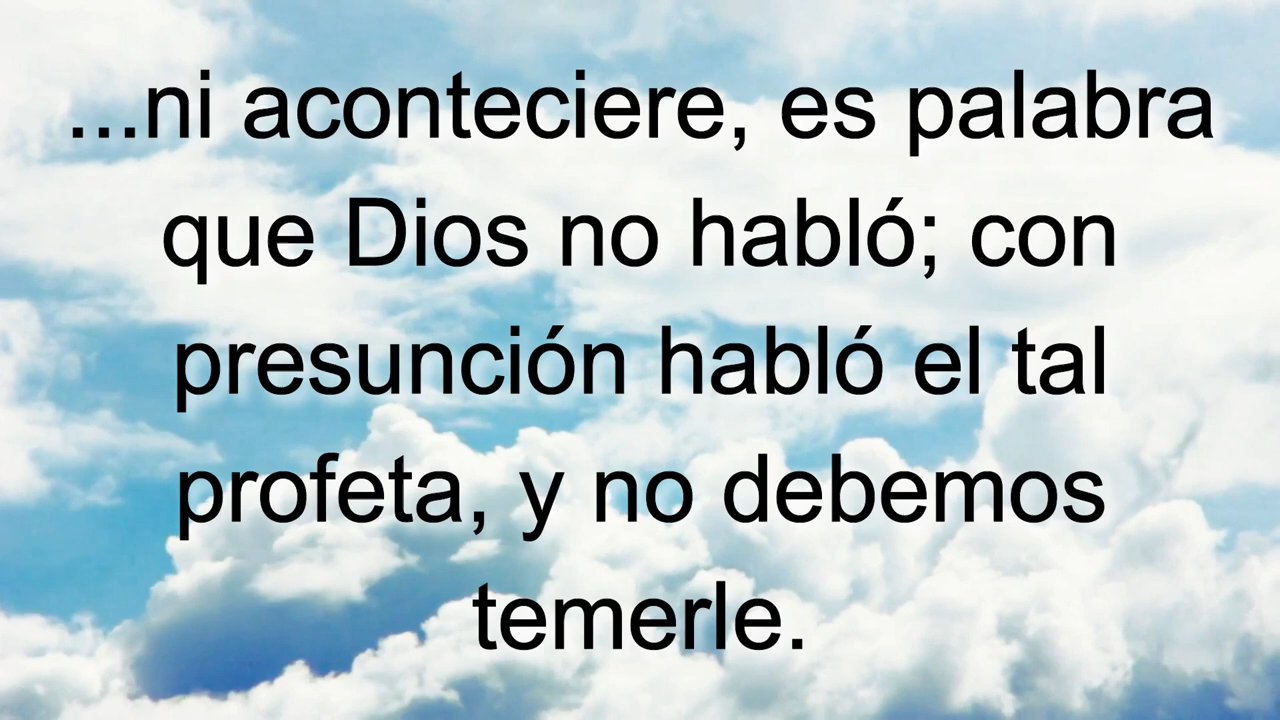 ...ni aconteciere, es palabra
que Dios no habló; con
presunción habló el tal
profeta, y no debemos
temerle.